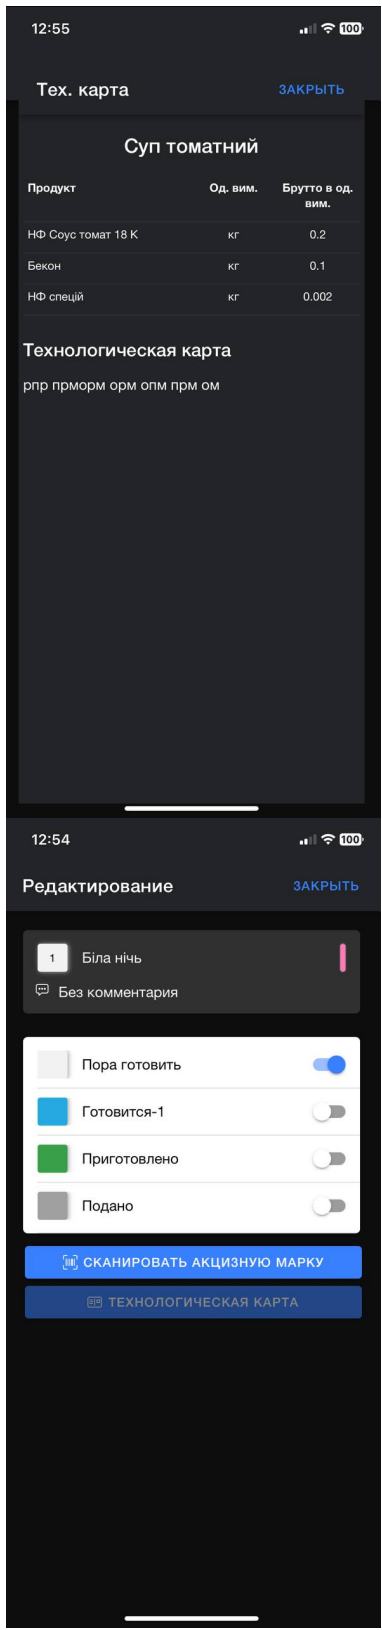 12:55
100
Тех. карта
ЗАКРЫТЬ
Суп томатний
Продукт Од. вим. Брутто в од. вим.
НФ Соус томат 18 К кг 0.2
Бекон кг 0.1
НФ спецій кг 0.002
Технологическая карта
рпр прморм орм опм прм ом
12:54
100
Редактирование
ЗАКРЫТЬ
1 Біла нічь
Без комментария
Пора готовить
Готовится-1
Приготовлено
Подано
СКАНИРОВАТЬ АКЦИЗНУЮ МАРКУ
ТЕХНОЛОГИЧЕСКАЯ КАРТА